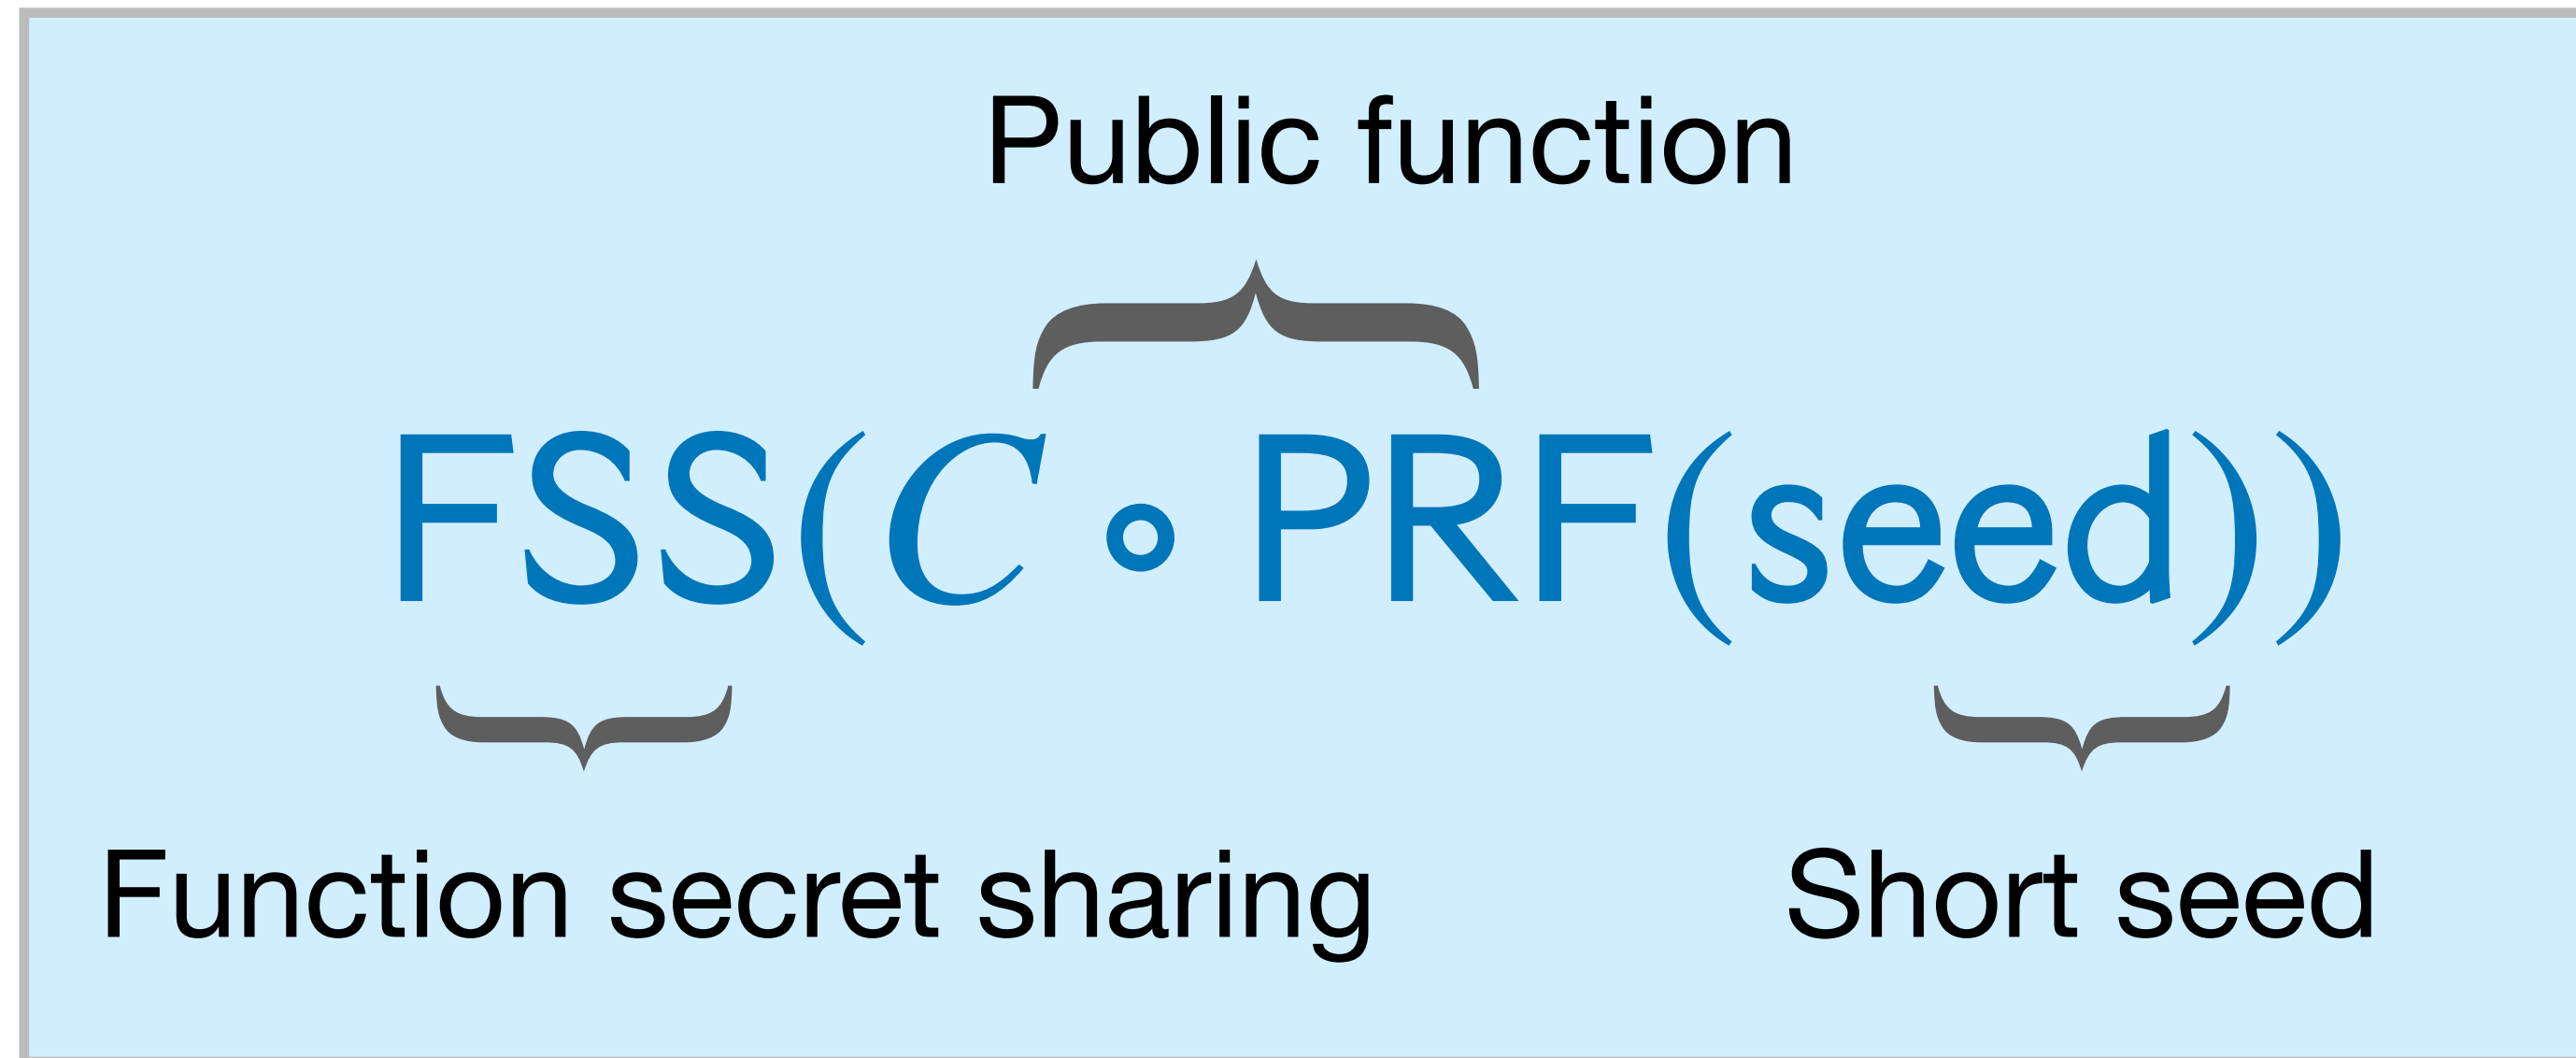 Public function
FSS(C ∘ PRF(seed))
Function secret sharing
Short seed